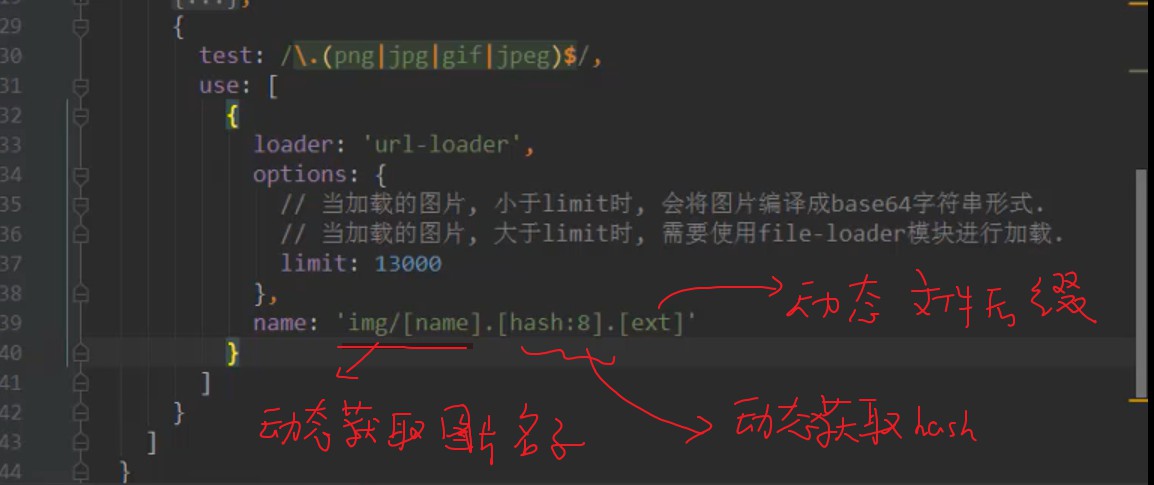 [...],
29 {
30 test: /\.(png|jpg|gif|jpeg)$/,
31 use: [
32 {
33 loader: 'url-loader',
34 options: {
35 // 当加载的图片, 小于limit时, 会将图片编译成base64字符串形式.
36 // 当加载的图片, 大于limit时, 需要使用file-loader模块进行加载.
37 limit: 13000
38 },
动态 文件后缀
39 name: 'img/[name].[hash:8].[ext]'
40 }
41 ]
动态获取图片名子
动态获取hash
42 }
43 ]
44 }